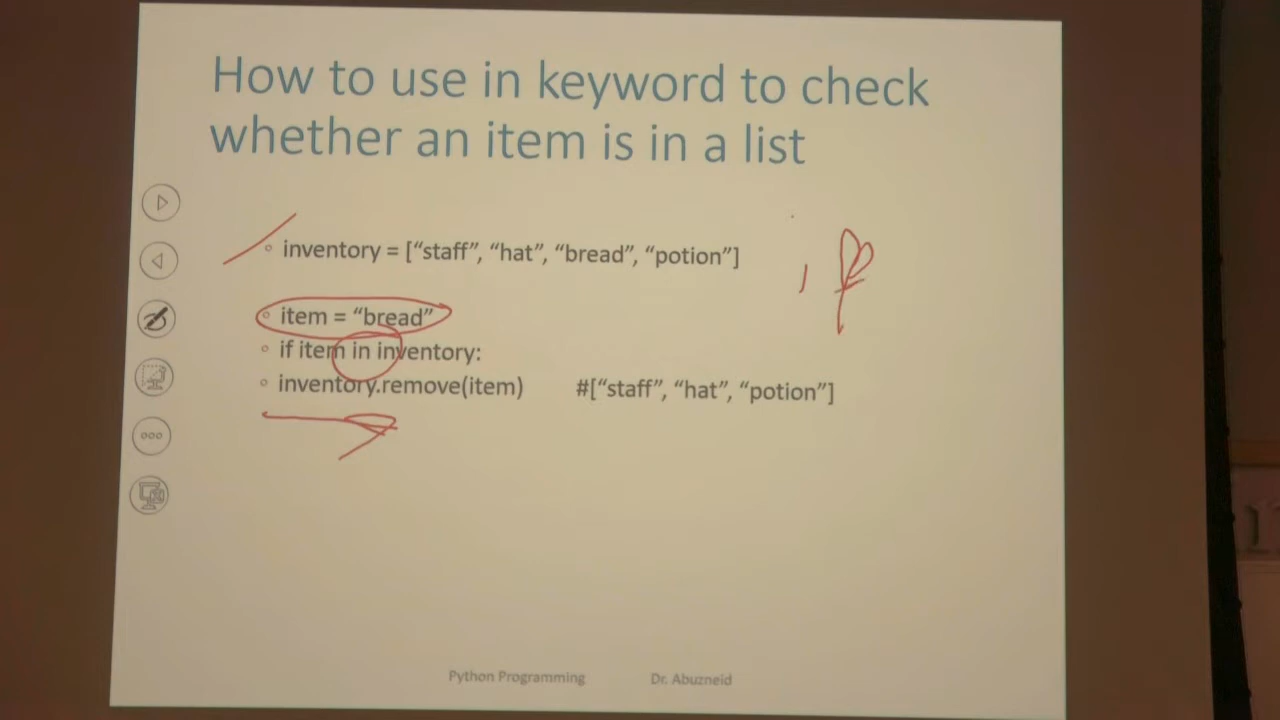 How to use in keyword to check
whether an item is in a list
inventory = [“staff”, “hat”, “bread”, “potion”]
item = “bread”
if item in inventory:
inventory.remove(item) #[“staff”, “hat”, “potion”]
Python Programming Dr. Abuzneid